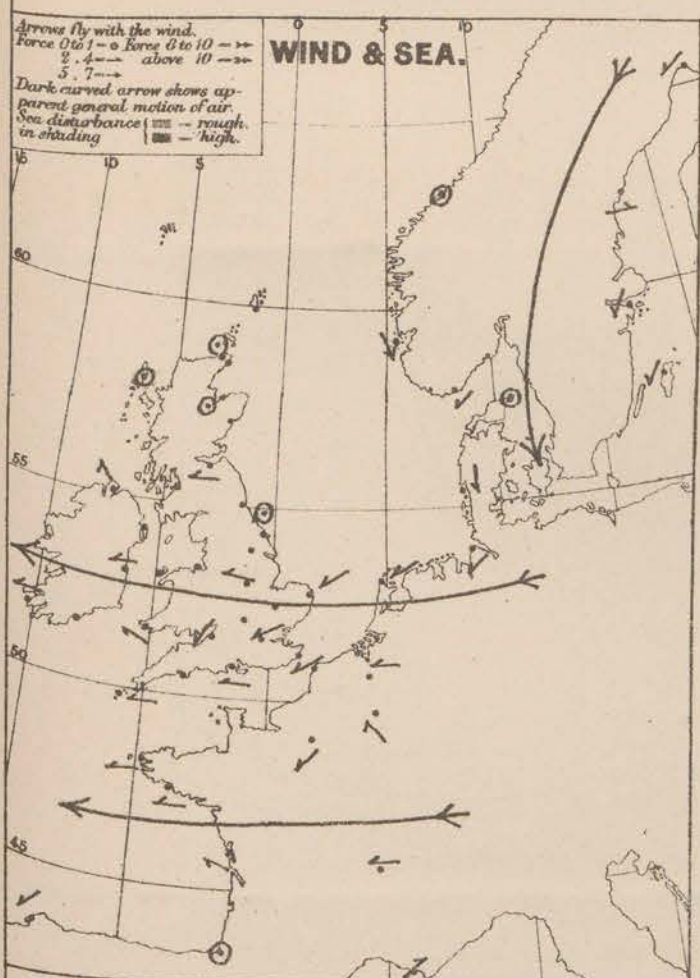 Arrows fly with the wind.
Force 0 to 1 — o Force 8 to 10 — →
2 . 4 — → above 10 — →
5 . 7 — →
Dark curved arrow shows ap-
parent general motion of air.
Sea disturbance { — rough.
in shading { — high.
WIND & SEA.
15 10 5 0 5 10
60
55
50
45